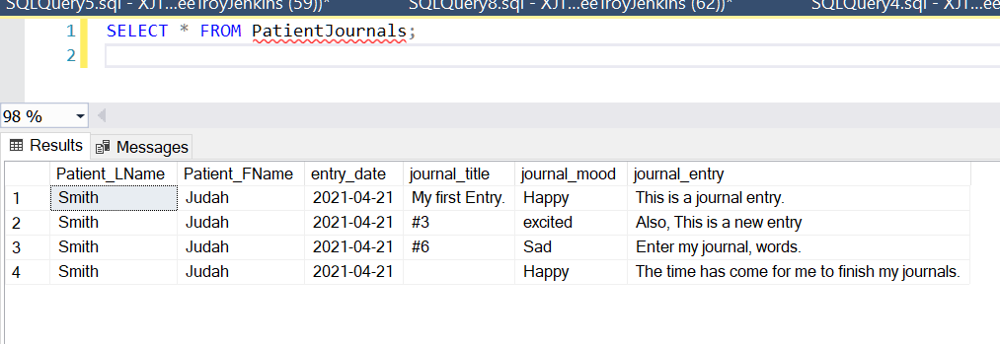 SQLQuery5.sql - XJT...eeTroyJenkins (59))* SQLQuery8.sql - XJT...eeTroyJenkins (62))* SQLQuery4.sql - XJT...ee
1 SELECT * FROM PatientJournals;
2
98 %
Results Messages
Patient_LName Patient_FName entry_date journal_title journal_mood journal_entry
1 Smith Judah 2021-04-21 My first Entry. Happy This is a journal entry.
2 Smith Judah 2021-04-21 #3 excited Also, This is a new entry
3 Smith Judah 2021-04-21 #6 Sad Enter my journal, words.
4 Smith Judah 2021-04-21 Happy The time has come for me to finish my journals.